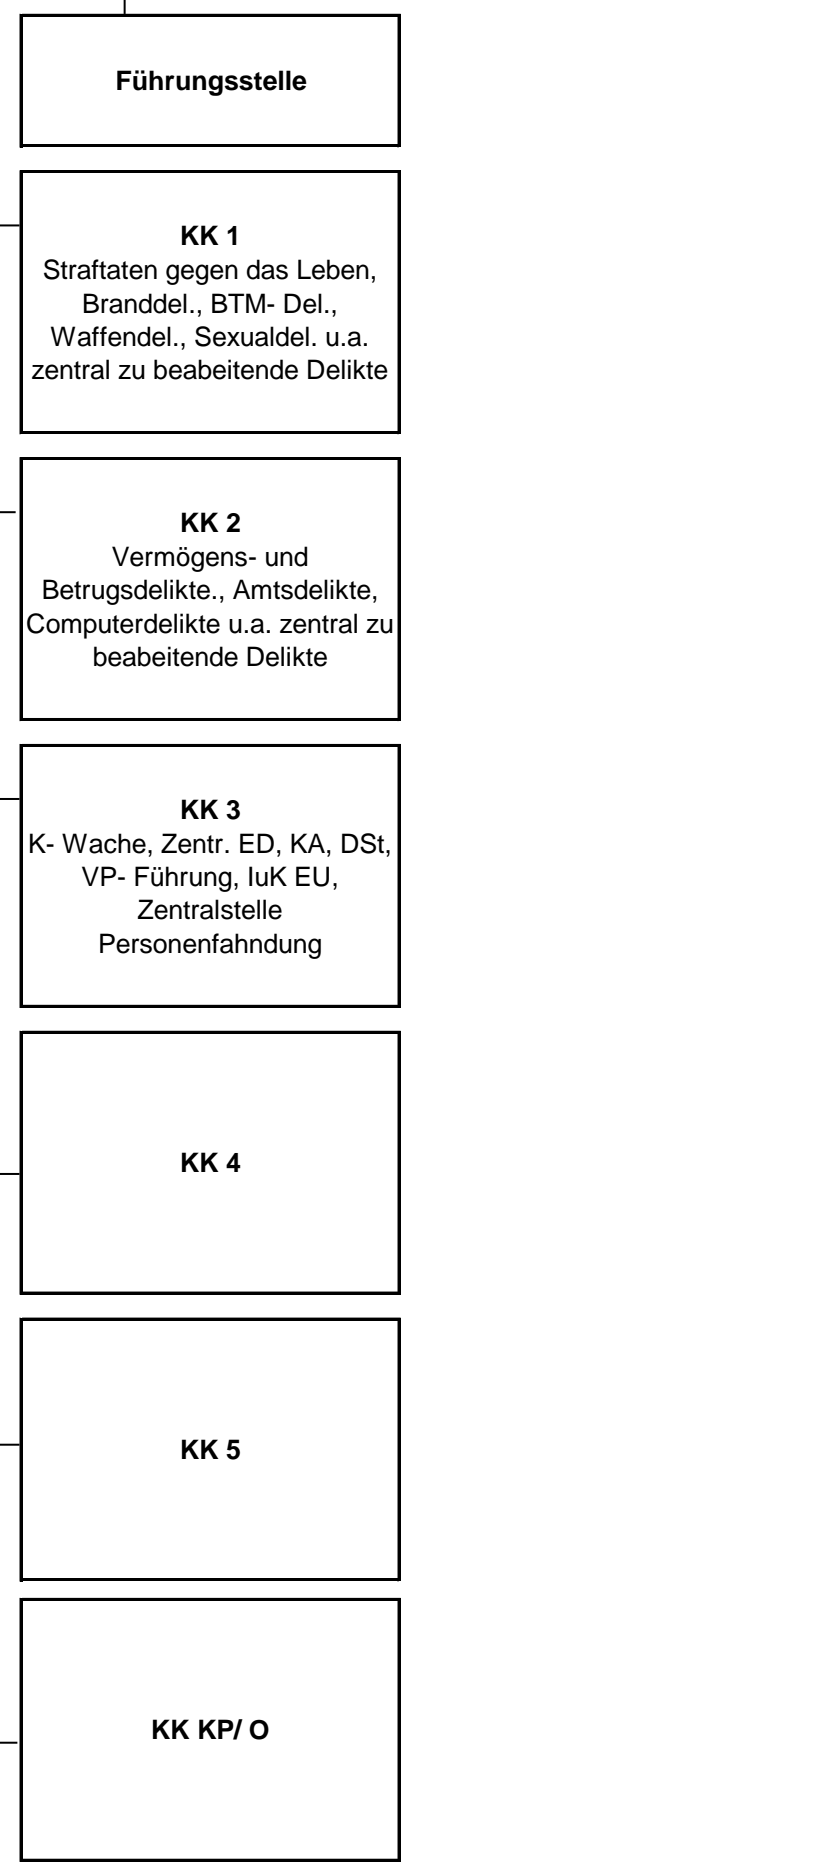 Führungsstelle
KK 1
Straftaten gegen das Leben,
Branddel., BTM- Del.,
Waffendel., Sexualdel. u.a.
zentral zu beabeitende Delikte
KK 2
Vermögens- und
Betrugsdelikte., Amtsdelikte,
Computerdelikte u.a. zentral zu
beabeitende Delikte
KK 3
K- Wache, Zentr. ED, KA, DSt,
VP- Führung, IuK EU,
Zentralstelle
Personenfahndung
KK 4
KK 5
KK KP/ O